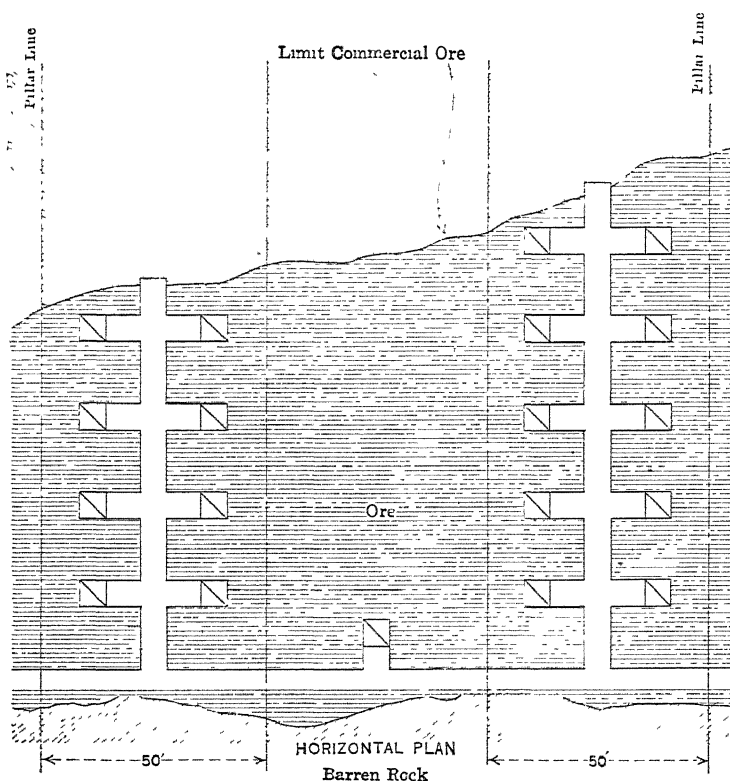 Pillar Line
Limit Commercial Ore
Pillar Line
Ore
50'
HORIZONTAL PLAN
50'
Barren Rock